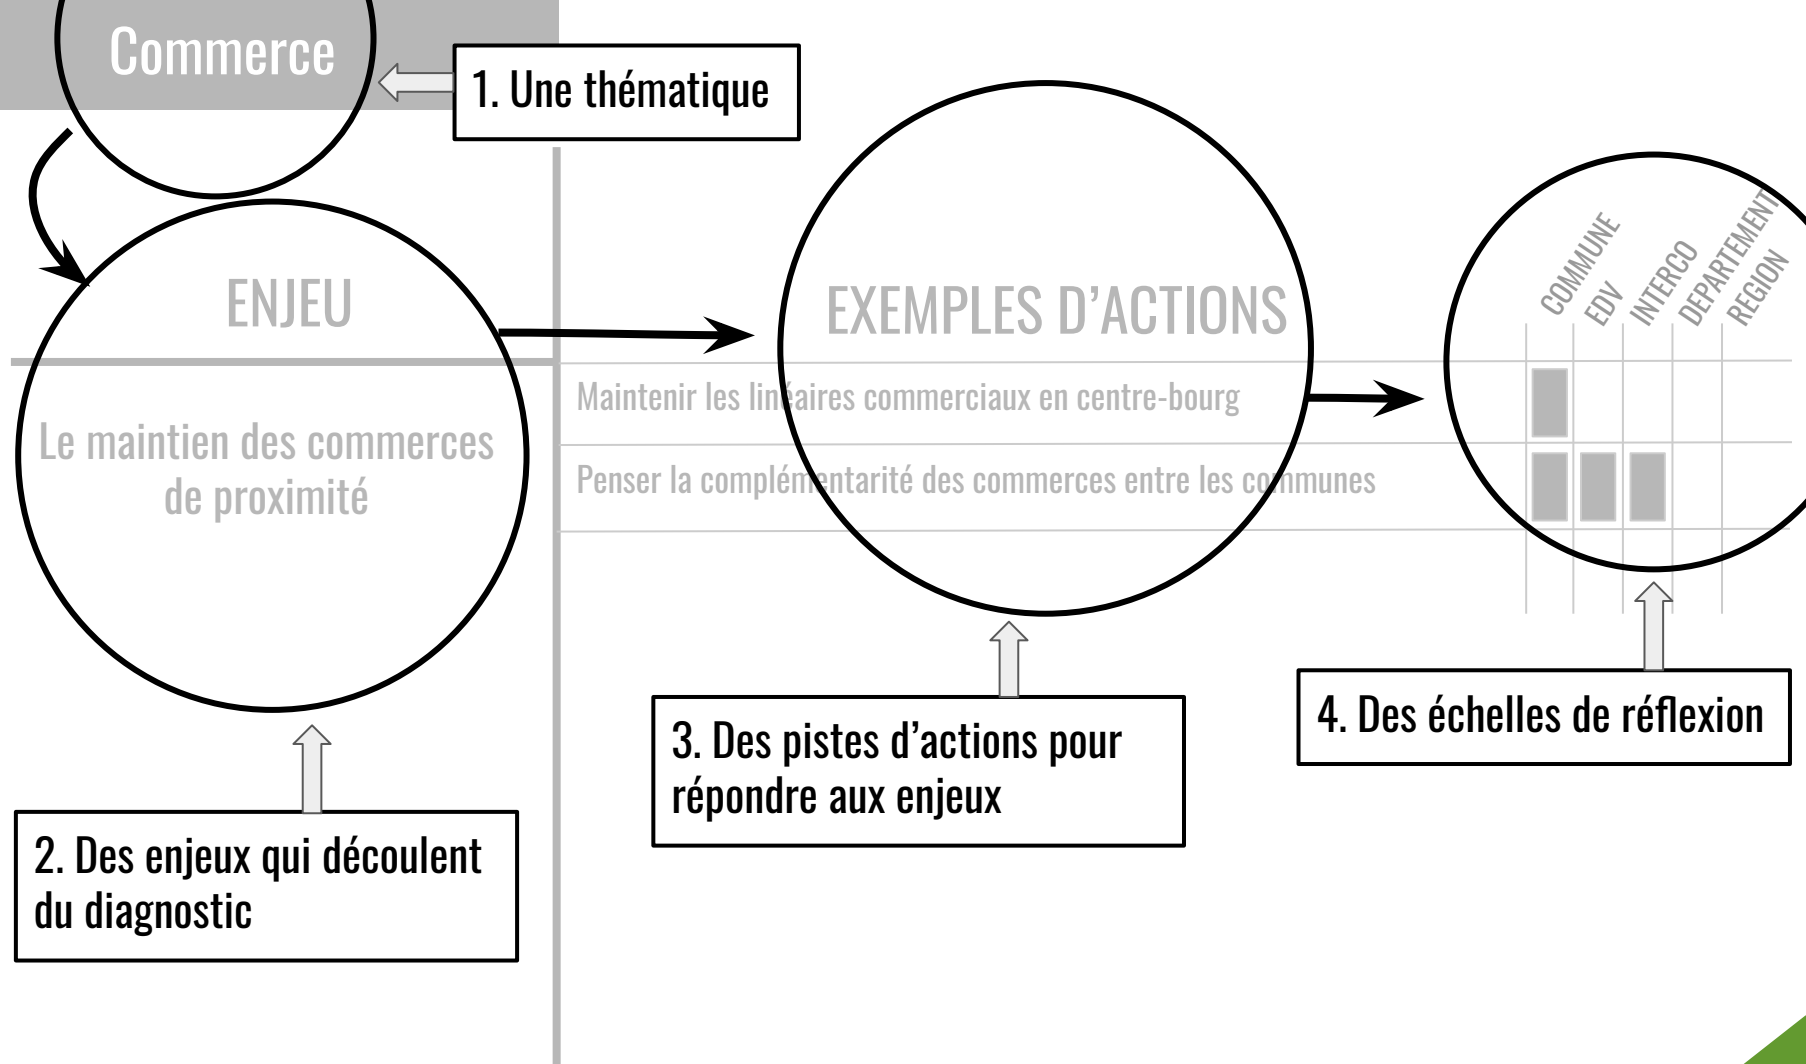 Commerce
1. Une thématique
ENJEU
EXEMPLES D’ACTIONS
COMMUNE
EDV
INTERCO
DEPARTEMENT
REGION
Le maintien des commerces
de proximité
Maintenir les linéaires commerciaux en centre-bourg
Penser la complémentarité des commerces entre les communes
2. Des enjeux qui découlent
du diagnostic
3. Des pistes d’actions pour
répondre aux enjeux
4. Des échelles de réflexion